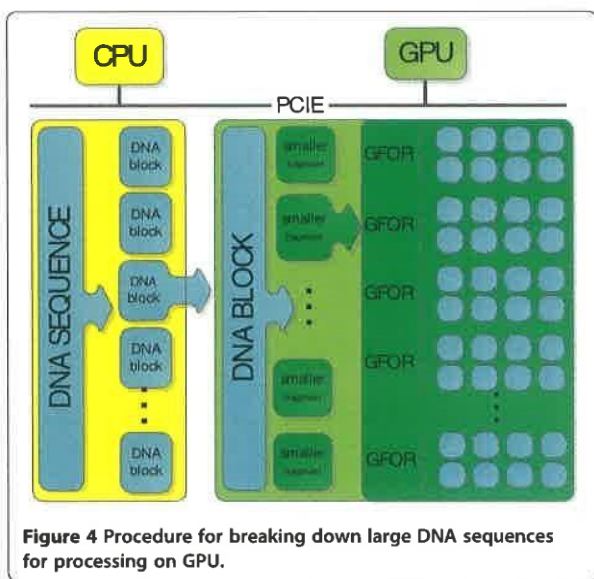 CPU
GPU
PCIE
DNA SEQUENCE
DNA
block
DNA
block
DNA
block
DNA
block
DNA
block
DNA BLOCK
smaller
smaller
smaller
smaller
GFOR
GFOR
GFOR
GFOR
GFOR
Figure 4 Procedure for breaking down large DNA sequences
for processing on GPU.